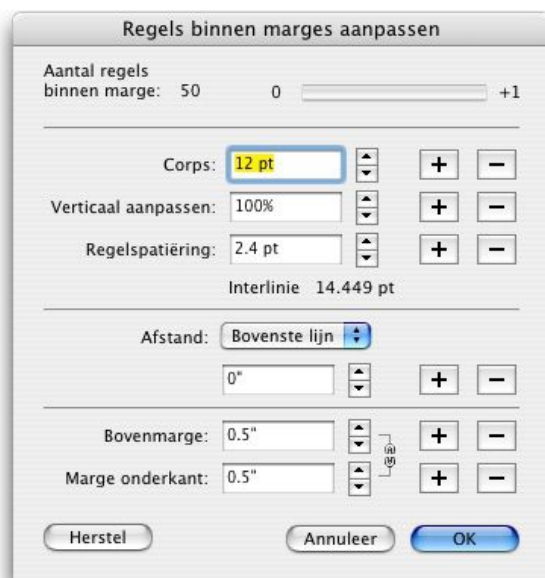 Regels binnen marges aanpassen
Aantal regels
binnen marge: 50 0 +1
Corps: 12 pt + −
Verticaal aanpassen: 100% + −
Regelspatiëring: 2.4 pt + −
Interlinie 14.449 pt
Afstand: Bovenste lijn
0" + −
Bovenmarge: 0.5" + −
Marge onderkant: 0.5" + −
Herstel Annuleer OK